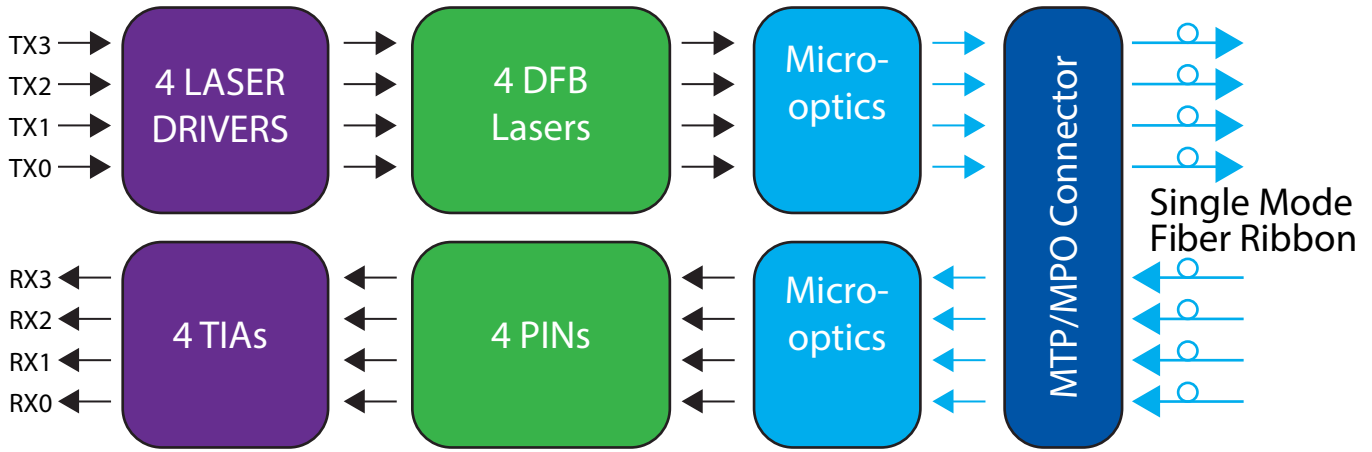 TX3
TX2
TX1
TX0
4 LASER
DRIVERS
4 DFB
Lasers
Micro-
optics
MTP/MPO Connector
Single Mode
Fiber Ribbon
RX3
RX2
RX1
RX0
4 TIAs
4 PINs
Micro-
optics